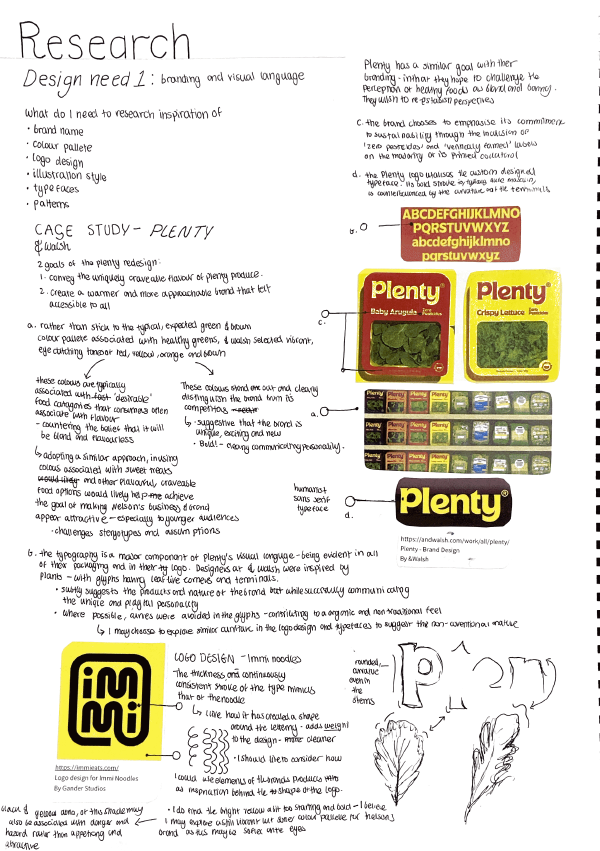 Research
Design need 1: branding and visual language
what do I need to research inspiration of
• brand name
• colour pallete
• logo design
• illustration style
• typefaces
• patterns
CASE STUDY - PLENTY
& Walsh
2 goals of the plenty redesign:
1. convey the uniquely craveable flavour of plenty produce.
2. create a warmer and more approachable brand that felt
accessible to all
a. rather than stick to the typical, expected green & brown
colour pallete associated with healthy greens, & walsh selected vibrant,
eye catching tones of red, yellow, orange and brown
these colours are typically
associated with fast "desirable"
food categories that consumers often
associate with flavour
- countering the belief that it will
be bland and flavourless
↳ adopting a similar approach, in using
colours associated with sweet treats
would likely and other flavourful, craveable
food options would likely help me achieve
the goal of making Nelson's business & brand
appear attractive - especially to younger audiences
• challenges sterotypes and assumptions
These colours stand out and clearly
distinguish the brand from its
competitors
↳ • suggestive that the brand is
unique, exciting and new
• Bold! - clearly communicating personality.
Plenty has a similar goal with their
branding - in that they hope to challenge the
perception of healthy foods as bland and boring.
They wish to re-establish perspectives
c. the brand chooses to emphasise its commitment
to sustainability through the inclusion of
'zero pesticides' and 'vertically farmed' labels
on the majority of its printed collateral
d. the Plenty logo utilises the custom designed
typeface. Its bold stroke
is counterbalanced by the curvature of the terminals
b.
ABCDEFGHIJKLMNO
PQRSTUVWXYZ
abcdefghijklmno
pqrstuvwxyz
c.
Plenty
Baby Arugula Zero Pesticides
Plenty
Crispy Lettuce Zero Pesticides
a.
humanist
sans serif
typeface
d.
Plenty
https://andwalsh.com/work/all/plenty/
Plenty - Brand Design
By &Walsh
b. the typography is a major component of plenty's visual language - being evident in all
of their packaging and in their logo. Designers at & walsh were inspired by
plants - with glyphs having leaf like corners and terminals.
• subtly suggests the products and nature of the brand but while successfully communicating
the unique and playful personality
• where possible, curves were avoided in the glyphs - contributing to a organic and non traditional feel
↳ I may choose to explore similar curvature in the logo design and typefaces to suggest the non-conventional nature
immi
https://immieats.com/
Logo design for Immi Noodles
By Gander Studios
LOGO DESIGN - Immi noodles
The thickness and continuously
consistent stroke of the type mimics
that of the noodle
↳ I like how it has created a shape
around the lettering - adds weight
to the design - cleaner
• I should like to consider how
I could use elements of the brands products
as inspiration behind the shape of the logo.
• I do find the bright yellow a bit too startling and bold - I believe
I may explore a still vibrant but softer colour pallete for Nelson's
brand as this may be softer on the eyes
rounded,
curvature
even in
the
stems
black & yellow also, of this shade may
also be associated with danger and
hazard rather than appetising and
attractive